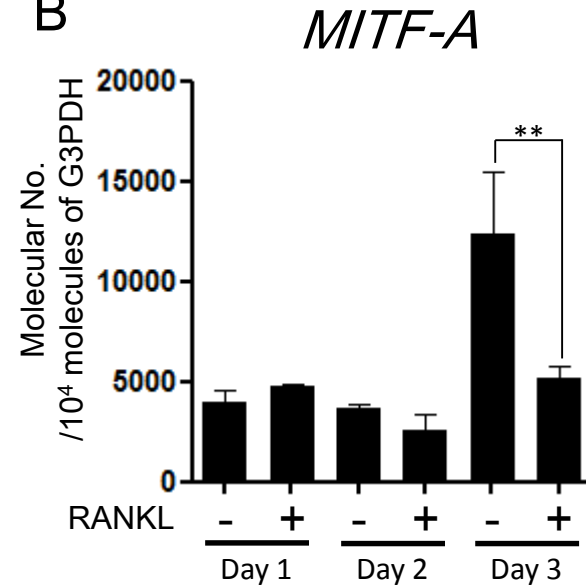 B
MITF-A
Molecular No.
/10⁴ molecules of G3PDH
20000
15000
10000
5000
0
**
RANKL - + - + - +
Day 1 Day 2 Day 3